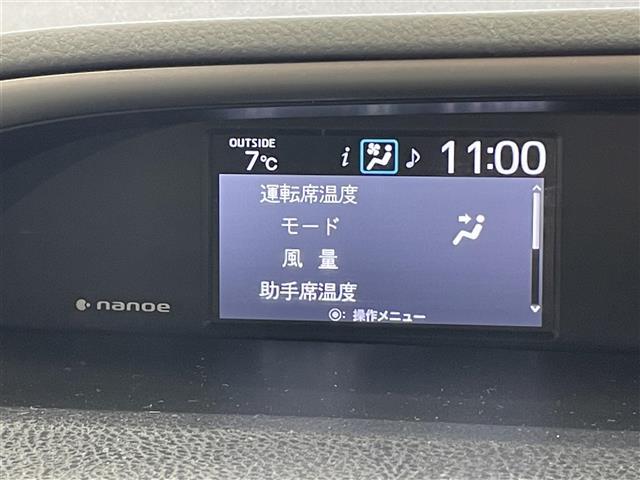 OUTSIDE
7℃ i ♪ 11:00
運転席温度
モード
風 量
助手席温度
◉: 操作メニュー
nanoe